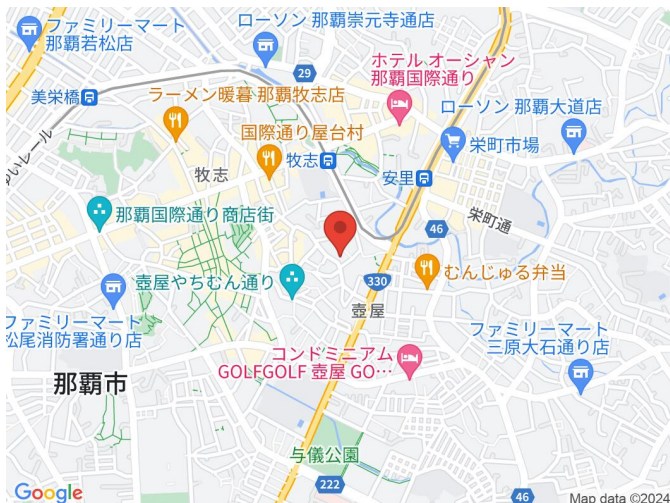 ファミリーマート
那覇若松店
ローソン 那覇崇元寺通店
29
ホテル オーシャン
那覇国際通り
美栄橋
ラーメン暖暮 那覇牧志店
ローソン 那覇大道店
国際通り屋台村
栄町市場
いレール
牧志
牧志
安里
栄町通
那覇国際通り商店街
46
壺屋やちむん通り
330
むんじゅる弁当
壺屋
ファミリーマート
松尾消防署通り店
ファミリーマート
三原大石通り店
コンドミニアム
GOLFGOLF 壺屋 GO…
那覇市
与儀公園
222
46
Google
Map data ©2024